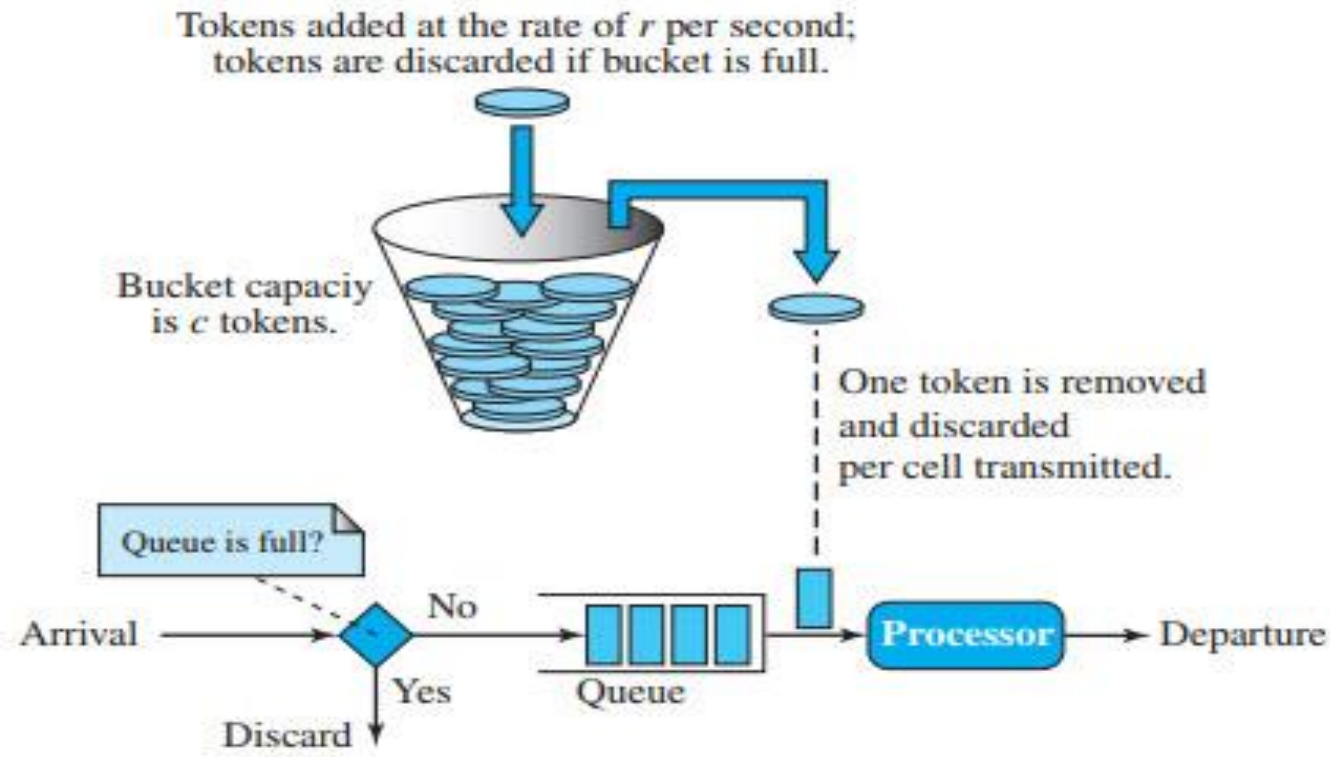 Tokens added at the rate of r per second;
tokens are discarded if bucket is full.
Bucket capaciy
is c tokens.
One token is removed
and discarded
per cell transmitted.
Queue is full?
Arrival
No
Yes
Discard
Queue
Processor
Departure